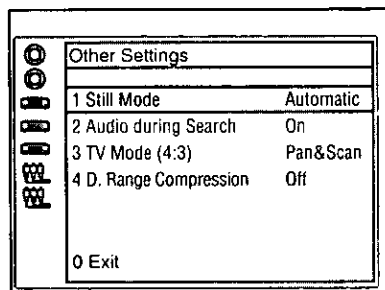 Other Settings
1 Still Mode Automatic
2 Audio during Search On
3 TV Mode (4:3) Pan&Scan
4 D. Range Compression Off
0 Exit